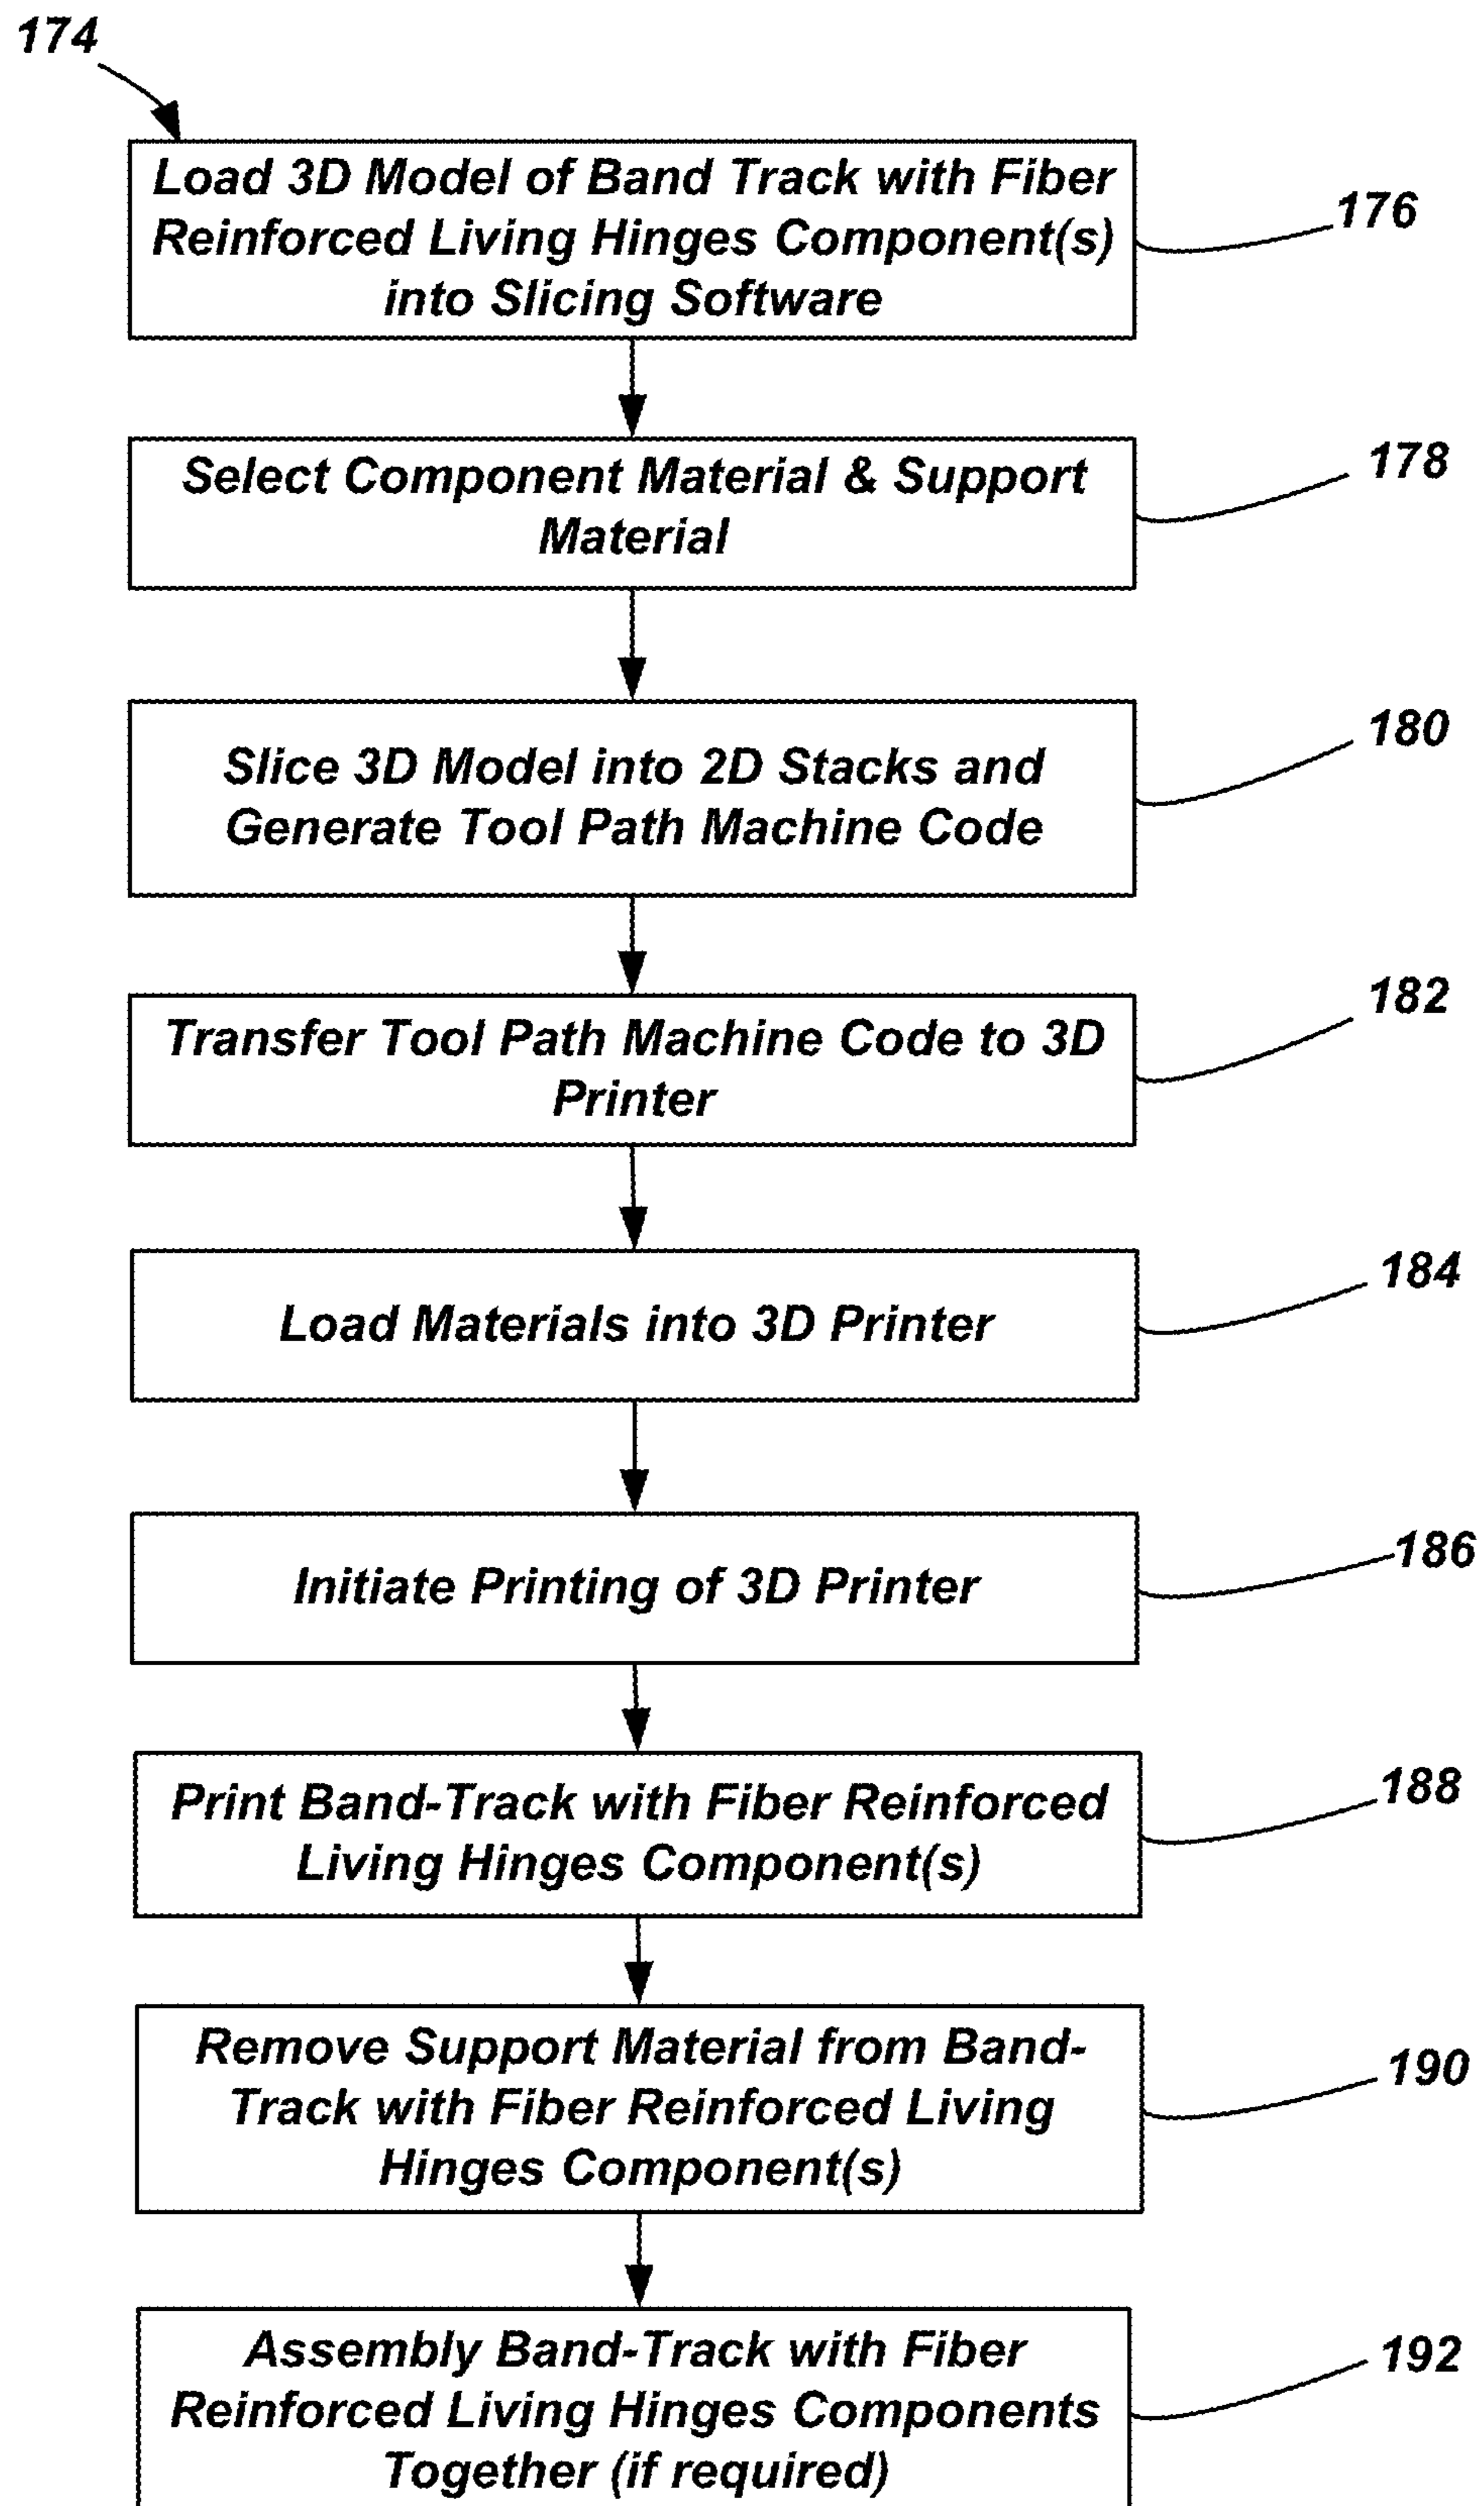 174
Load 3D Model of Band Track with Fiber
Reinforced Living Hinges Component(s)
into Slicing Software
176
Select Component Material & Support
Material
178
Slice 3D Model into 2D Stacks and
Generate Tool Path Machine Code
180
Transfer Tool Path Machine Code to 3D
Printer
182
Load Materials into 3D Printer
184
Initiate Printing of 3D Printer
186
Print Band-Track with Fiber Reinforced
Living Hinges Component(s)
188
Remove Support Material from Band-
Track with Fiber Reinforced Living
Hinges Component(s)
190
Assembly Band-Track with Fiber
Reinforced Living Hinges Components
Together (if required)
192